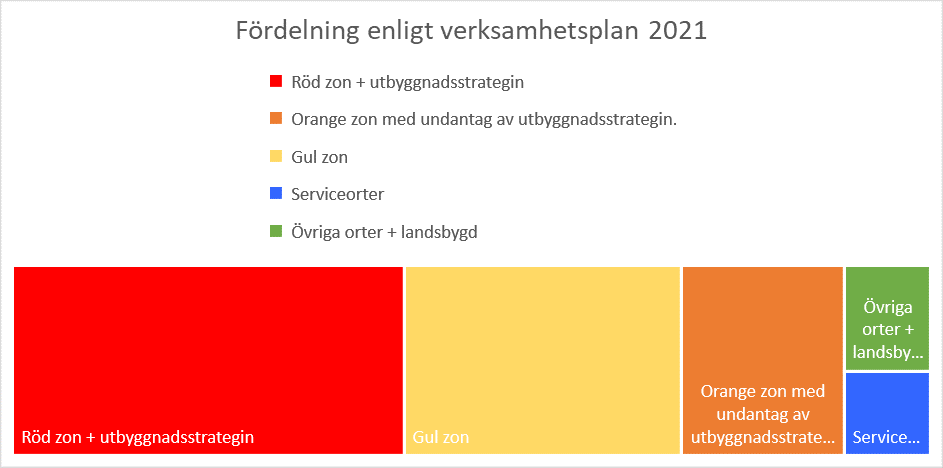 Fördelning enligt verksamhetsplan 2021
Röd zon + utbyggnadsstrategin
Orange zon med undantag av utbyggnadsstrategin.
Gul zon
Serviceorter
Övriga orter + landsbygd
Röd zon + utbyggnadsstrategin
Gul zon
Orange zon med
undantag av
utbyggnadsstrate...
Övriga
orter +
landsby...
Service...